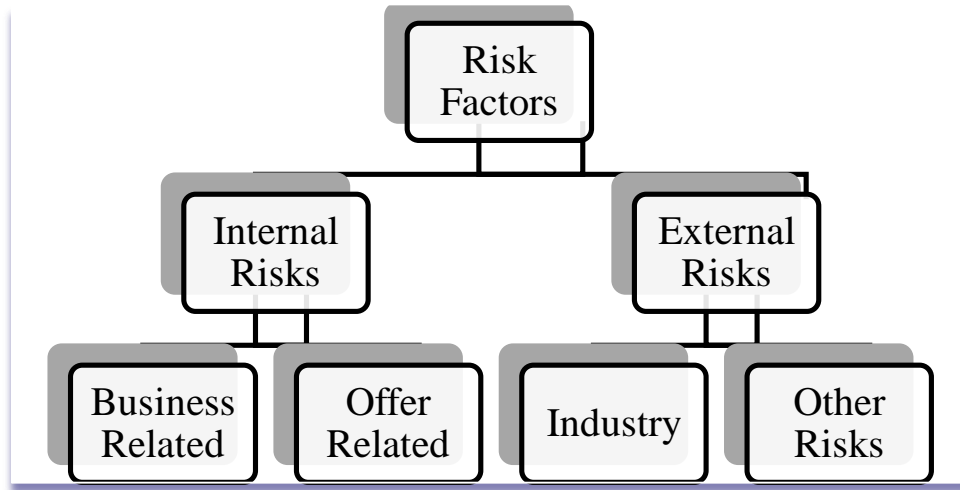 Risk
Factors
Internal
Risks
External
Risks
Business
Related
Offer
Related
Industry
Other
Risks